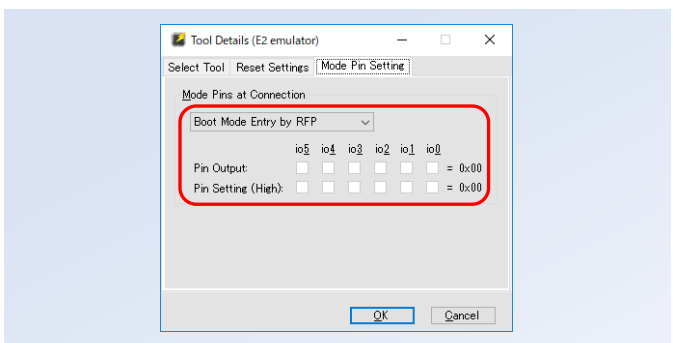 Tool Details (E2 emulator)
Select Tool Reset Settings Mode Pin Setting
Mode Pins at Connection
Boot Mode Entry by RFP
io5 io4 io3 io2 io1 io0
Pin Output: = 0x00
Pin Setting (High): = 0x00
OK Cancel